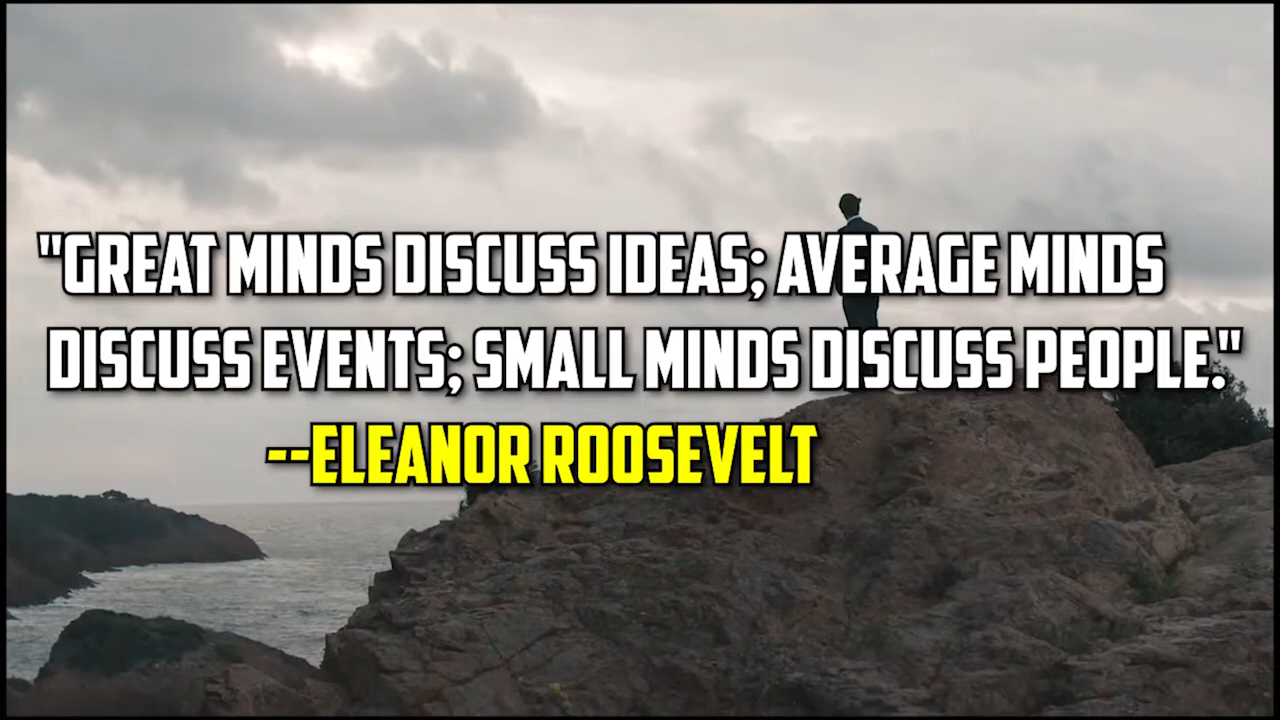 "GREAT MINDS DISCUSS IDEAS; AVERAGE MINDS
DISCUSS EVENTS; SMALL MINDS DISCUSS PEOPLE."
--ELEANOR ROOSEVELT